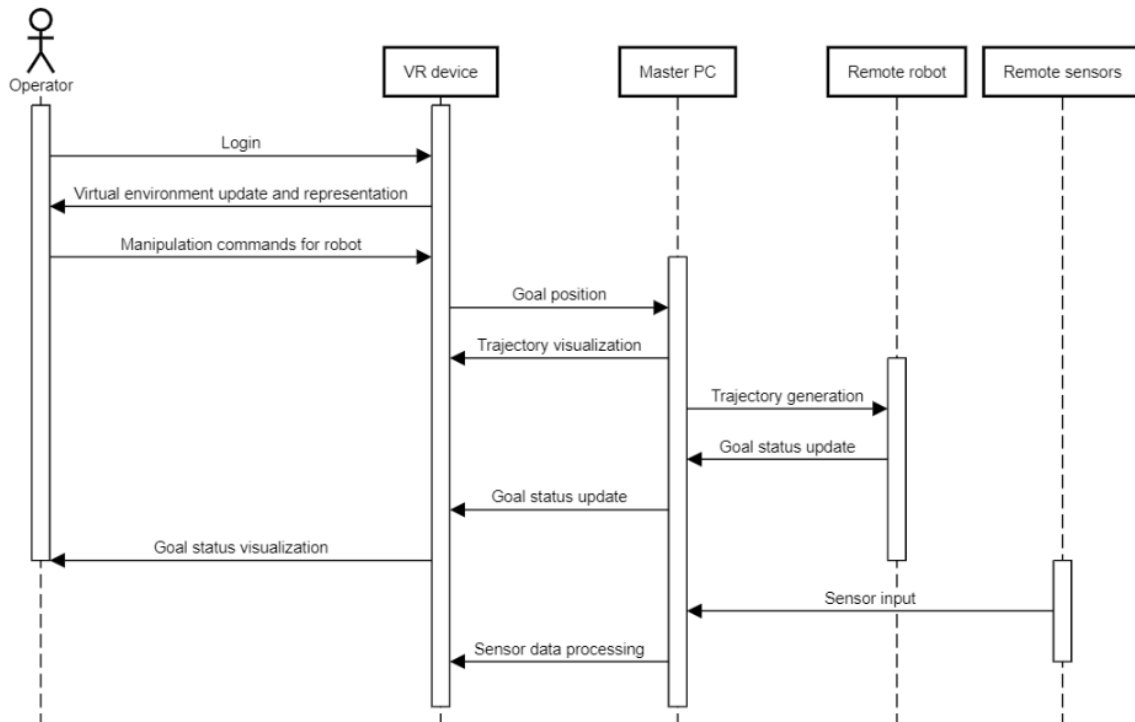 Operator
VR device
Master PC
Remote robot
Remote sensors
Login
Virtual environment update and representation
Manipulation commands for robot
Goal position
Trajectory visualization
Trajectory generation
Goal status update
Goal status update
Goal status visualization
Sensor input
Sensor data processing